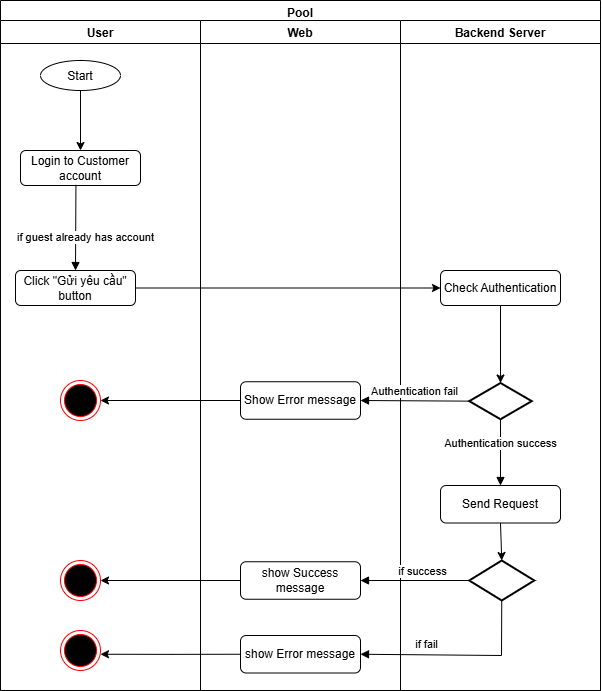 Pool
User
Web
Backend Server
Start
Login to Customer
account
if guest already has account
Click "Gửi yêu cầu"
button
Check Authentication
Show Error message
Authentication fail
Authentication success
Send Request
show Success
message
if success
if fail
show Error message